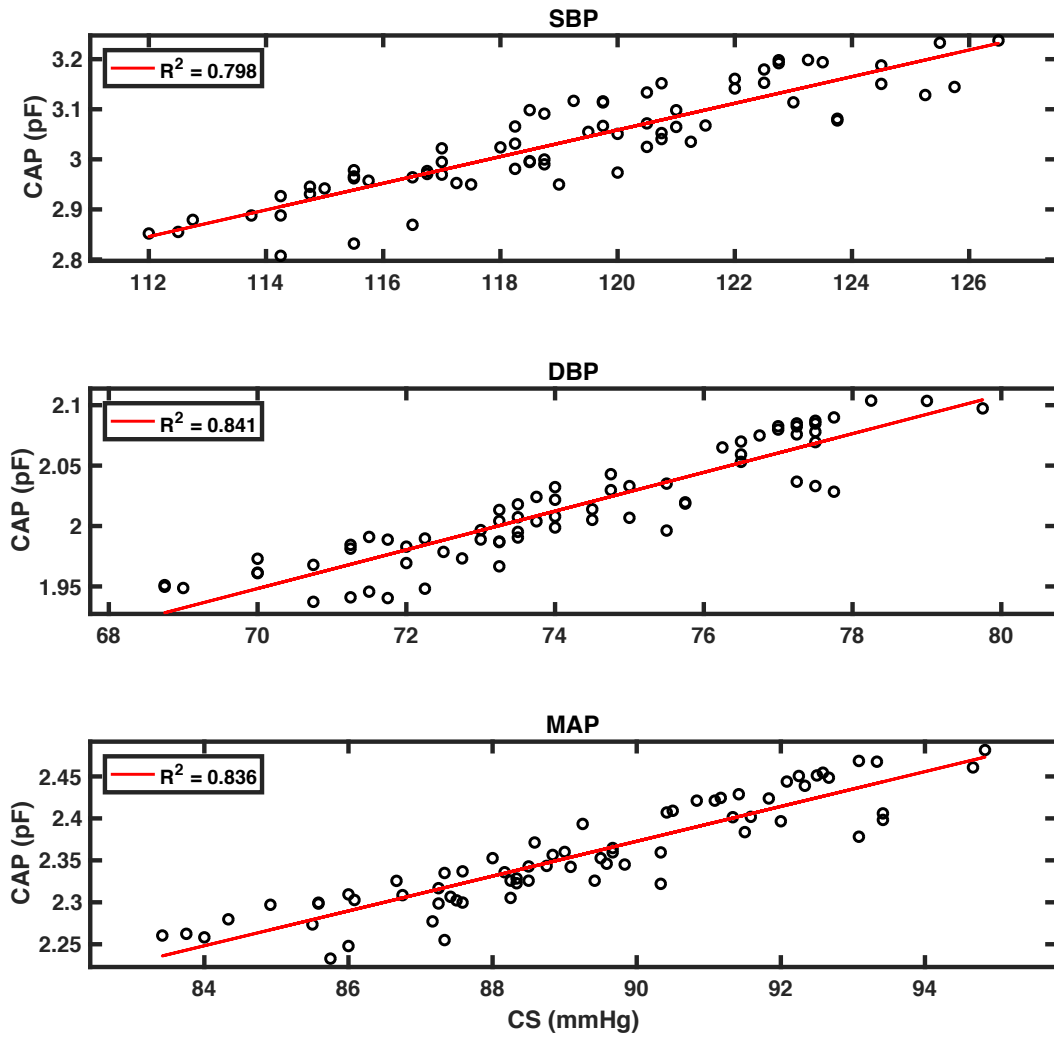 SBP
R² = 0.798
CAP (pF)
3.2
3.1
3
2.9
2.8
112 114 116 118 120 122 124 126
DBP
R² = 0.841
CAP (pF)
2.1
2.05
2
1.95
68 70 72 74 76 78 80
MAP
R² = 0.836
CAP (pF)
2.45
2.4
2.35
2.3
2.25
84 86 88 90 92 94
CS (mmHg)